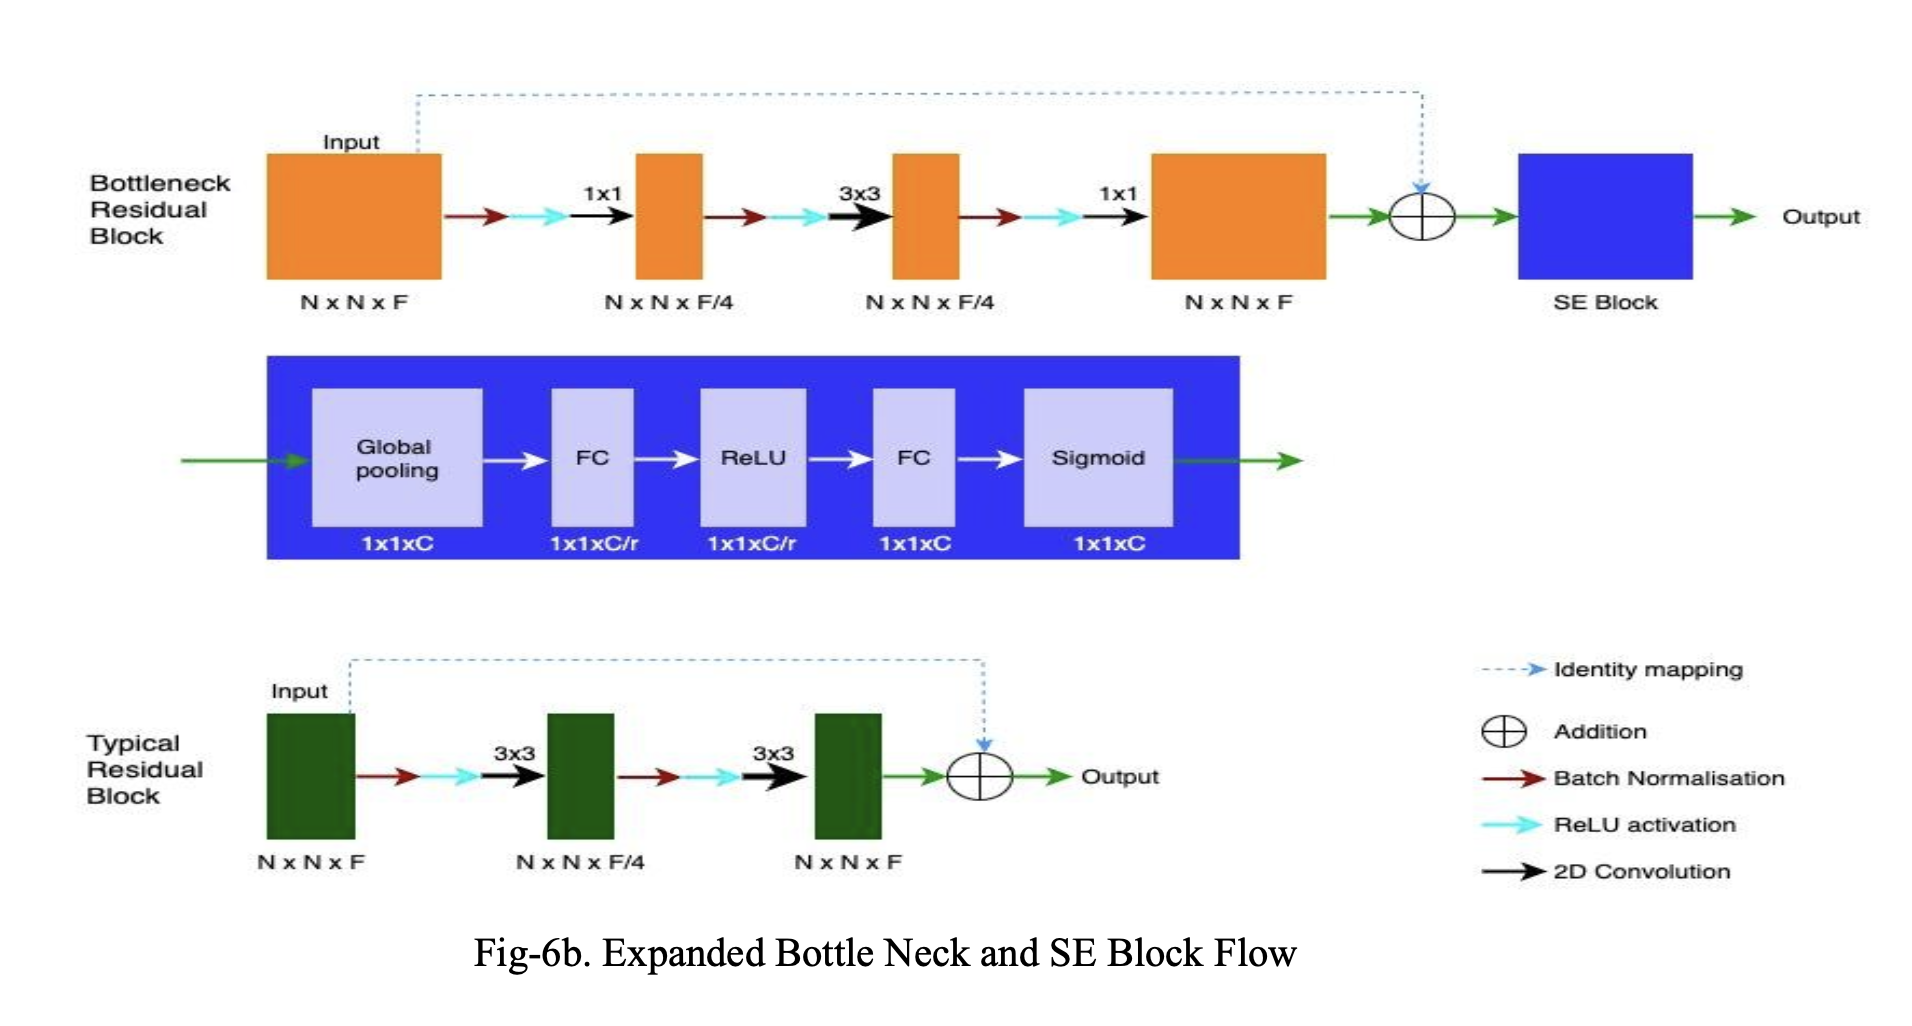 Input
Bottleneck
Residual
Block
1x1
3x3
1x1
Output
N x N x F
N x N x F/4
N x N x F/4
N x N x F
SE Block
Global
pooling
FC
ReLU
FC
Sigmoid
1x1xC
1x1xC/r
1x1xC/r
1x1xC
1x1xC
Input
Typical
Residual
Block
3x3
3x3
Output
N x N x F
N x N x F/4
N x N x F
Identity mapping
Addition
Batch Normalisation
ReLU activation
2D Convolution
Fig-6b. Expanded Bottle Neck and SE Block Flow